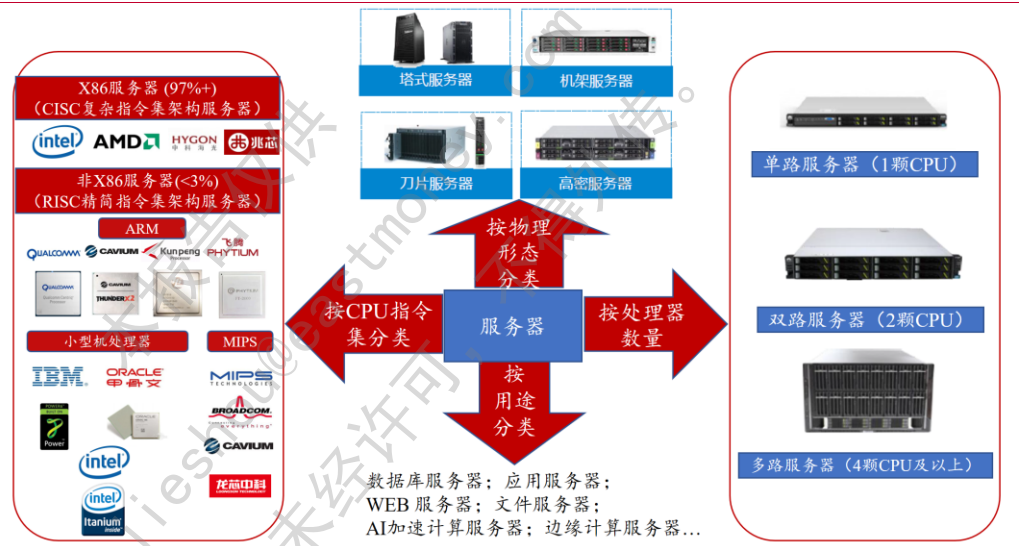 塔式服务器
机架服务器
刀片服务器
高密服务器
X86服务器 (97%+)
（CISC复杂指令集架构服务器）
intel
AMD
HYGON
中科海光
兆芯
非X86服务器(<3%)
(RISC精简指令集架构服务器）
ARM
QUALCOMM
CAVIUM
Kunpeng
Processor
飞腾
PHYTIUM
QUALCOMM
CAVIUM
THUNDERX2
小型机处理器
MIPS
IBM
ORACLE
甲骨文
MIPS
TECHNOLOGIES
Power
BROADCOM
everything
CAVIUM
intel
intel
Itanium
inside
龙芯中科
按物理
形态
分类
按CPU指令
集分类
服务器
按处理器
数量
按
用途
分类
数据库服务器；应用服务器；
WEB 服务器；文件服务器；
AI加速计算服务器；边缘计算服务器...
单路服务器（1颗CPU）
双路服务器（2颗CPU）
多路服务器（4颗CPU及以上）